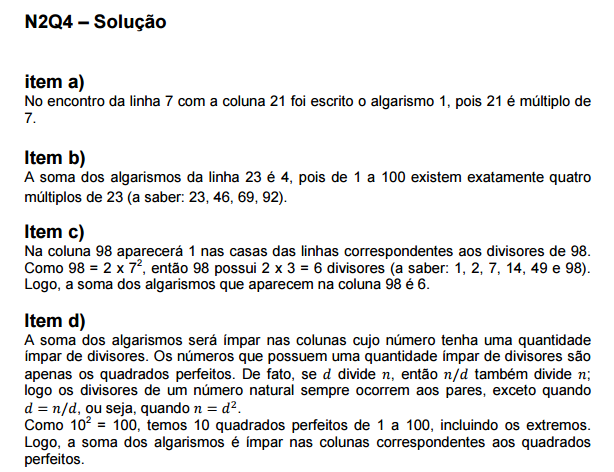 N2Q4 – Solução
item a)
No encontro da linha 7 com a coluna 21 foi escrito o algarismo 1, pois 21 é múltiplo de
7.
Item b)
A soma dos algarismos da linha 23 é 4, pois de 1 a 100 existem exatamente quatro
múltiplos de 23 (a saber: 23, 46, 69, 92).
Item c)
Na coluna 98 aparecerá 1 nas casas das linhas correspondentes aos divisores de 98.
Como 98 = 2 x 7², então 98 possui 2 x 3 = 6 divisores (a saber: 1, 2, 7, 14, 49 e 98).
Logo, a soma dos algarismos que aparecem na coluna 98 é 6.
Item d)
A soma dos algarismos será ímpar nas colunas cujo número tenha uma quantidade
ímpar de divisores. Os números que possuem uma quantidade ímpar de divisores são
apenas os quadrados perfeitos. De fato, se d divide n, então n/d também divide n;
logo os divisores de um número natural sempre ocorrem aos pares, exceto quando
d = n/d, ou seja, quando n = d².
Como 10² = 100, temos 10 quadrados perfeitos de 1 a 100, incluindo os extremos.
Logo, a soma dos algarismos é ímpar nas colunas correspondentes aos quadrados
perfeitos.